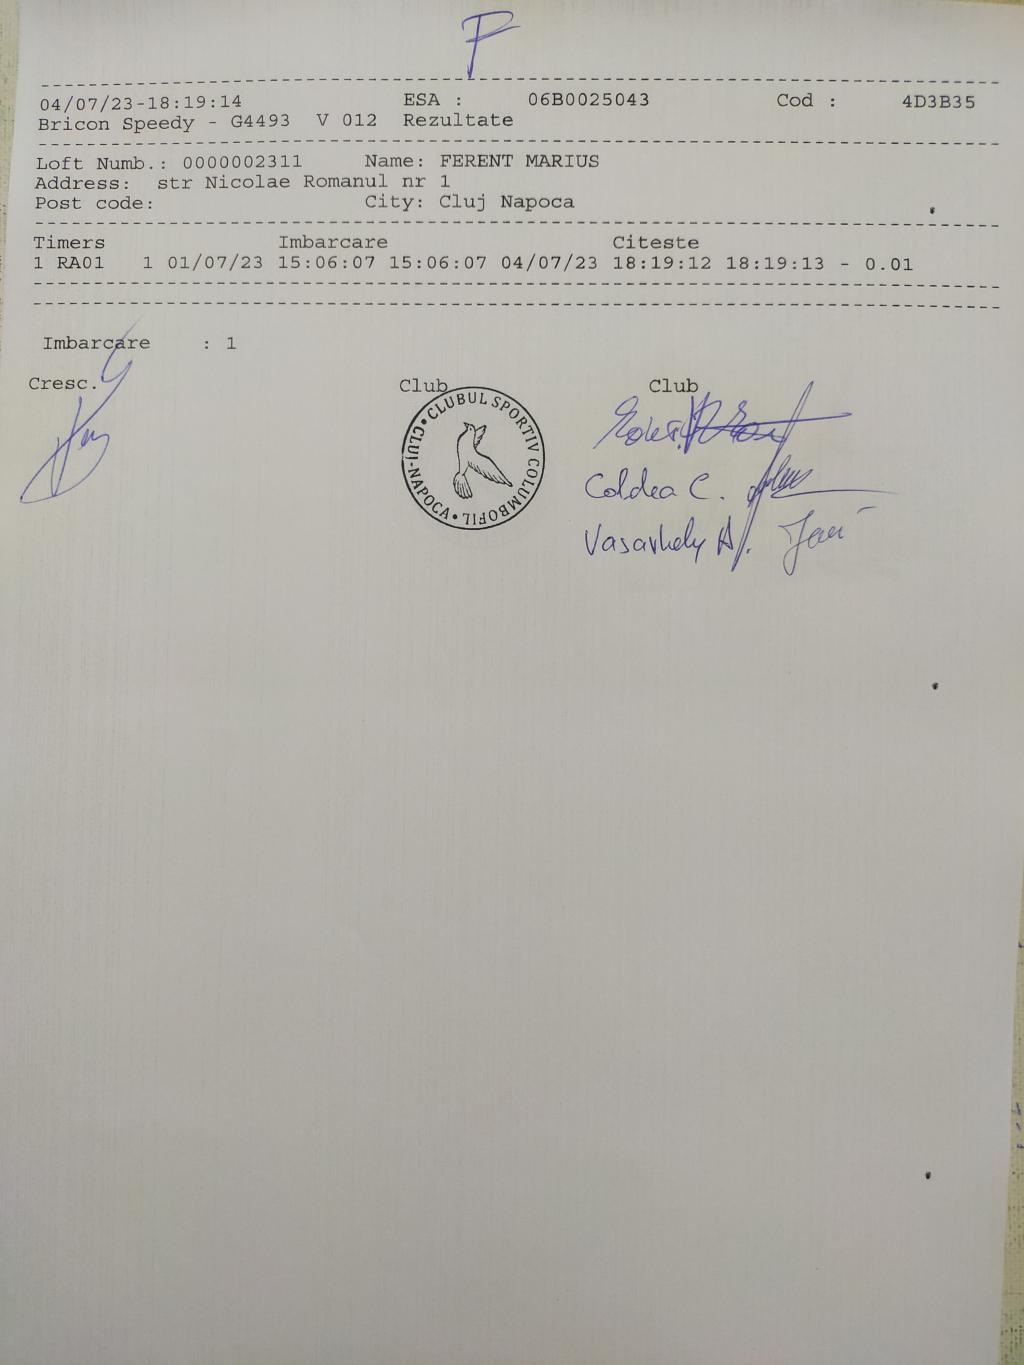 F
04/07/23-18:19:14 ESA : 06B0025043 Cod : 4D3B35
Bricon Speedy - G4493 V 012 Rezultate
Loft Numb.: 0000002311 Name: FERENT MARIUS
Address: str Nicolae Romanul nr 1
Post code: City: Cluj Napoca
Timers Imbarcare Citeste
1 RA01 1 01/07/23 15:06:07 15:06:07 04/07/23 18:19:12 18:19:13 - 0.01
Imbarcare : 1
Cresc. Club Club
CLUBUL SPORTIV COLUMBOFIL • CLUJ-NAPOCA •
Coldea C.
Vasarhely A.